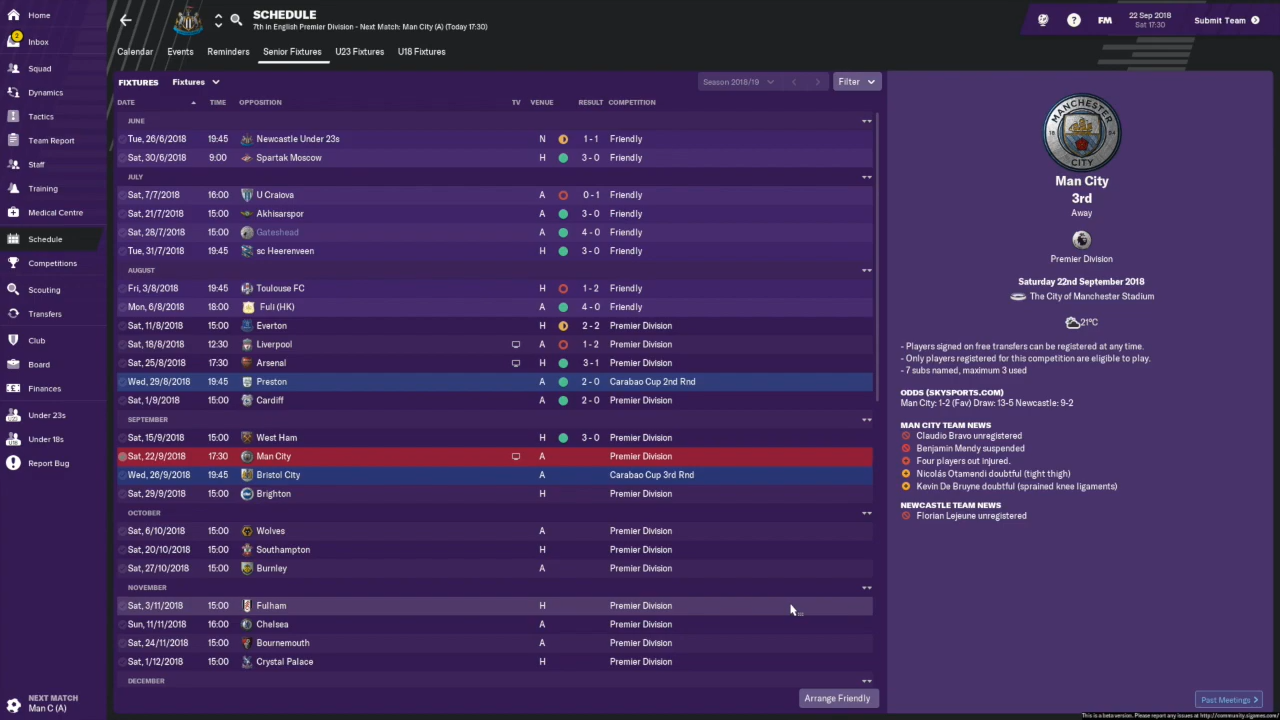 Home
2
Inbox
Squad
Dynamics
Tactics
Team Report
Staff
Training
Medical Centre
Schedule
Competitions
Scouting
Transfers
Club
Board
Finances
Under 23s
Under 18s
Report Bug
NEXT MATCH
Man C (A)
SCHEDULE
7th in English Premier Division - Next Match: Man City (A) (Today 17:30)
FM 22 Sep 2018
Sat 17:30
Submit Team
Calendar Events Reminders Senior Fixtures U23 Fixtures U18 Fixtures
FIXTURES Fixtures Season 2018/19 Filter
DATE TIME OPPOSITION TV VENUE RESULT COMPETITION
JUNE
Tue, 26/6/2018 19:45 Newcastle Under 23s N 1 - 1 Friendly
Sat, 30/6/2018 9:00 Spartak Moscow H 3 - 0 Friendly
JULY
Sat, 7/7/2018 16:00 U Craiova A 0 - 1 Friendly
Sat, 21/7/2018 15:00 Akhisarspor A 3 - 0 Friendly
Sat, 28/7/2018 15:00 Gateshead A 4 - 0 Friendly
Tue, 31/7/2018 19:45 sc Heerenveen H 3 - 0 Friendly
AUGUST
Fri, 3/8/2018 19:45 Toulouse FC H 1 - 2 Friendly
Mon, 6/8/2018 18:00 Fuli (HK) A 4 - 0 Friendly
Sat, 11/8/2018 15:00 Everton H 2 - 2 Premier Division
Sat, 18/8/2018 12:30 Liverpool A 1 - 2 Premier Division
Sat, 25/8/2018 17:30 Arsenal H 3 - 1 Premier Division
Wed, 29/8/2018 19:45 Preston A 2 - 0 Carabao Cup 2nd Rnd
Sat, 1/9/2018 15:00 Cardiff A 2 - 0 Premier Division
SEPTEMBER
Sat, 15/9/2018 15:00 West Ham H 3 - 0 Premier Division
Sat, 22/9/2018 17:30 Man City A Premier Division
Wed, 26/9/2018 19:45 Bristol City A Carabao Cup 3rd Rnd
Sat, 29/9/2018 15:00 Brighton H Premier Division
OCTOBER
Sat, 6/10/2018 15:00 Wolves A Premier Division
Sat, 20/10/2018 15:00 Southampton H Premier Division
Sat, 27/10/2018 15:00 Burnley A Premier Division
NOVEMBER
Sat, 3/11/2018 15:00 Fulham H Premier Division
Sun, 11/11/2018 16:00 Chelsea A Premier Division
Sat, 24/11/2018 15:00 Bournemouth A Premier Division
Sat, 1/12/2018 15:00 Crystal Palace H Premier Division
DECEMBER
Arrange Friendly
MANCHESTER
18 94
CITY
Man City
3rd
Away
Premier Division
Saturday 22nd September 2018
The City of Manchester Stadium
21°C
- Players signed on free transfers can be registered at any time.
- Only players registered for this competition are eligible to play.
- 7 subs named, maximum 3 used
ODDS (SKYSPORTS.COM)
Man City: 1-2 (Fav) Draw: 13-5 Newcastle: 9-2
MAN CITY TEAM NEWS
Claudio Bravo unregistered
Benjamin Mendy suspended
Four players out injured.
Nicolás Otamendi doubtful (tight thigh)
Kevin De Bruyne doubtful (sprained knee ligaments)
NEWCASTLE TEAM NEWS
Florian Lejeune unregistered
Past Meetings
This is a beta version. Please report any issues at http://community.sigames.com/